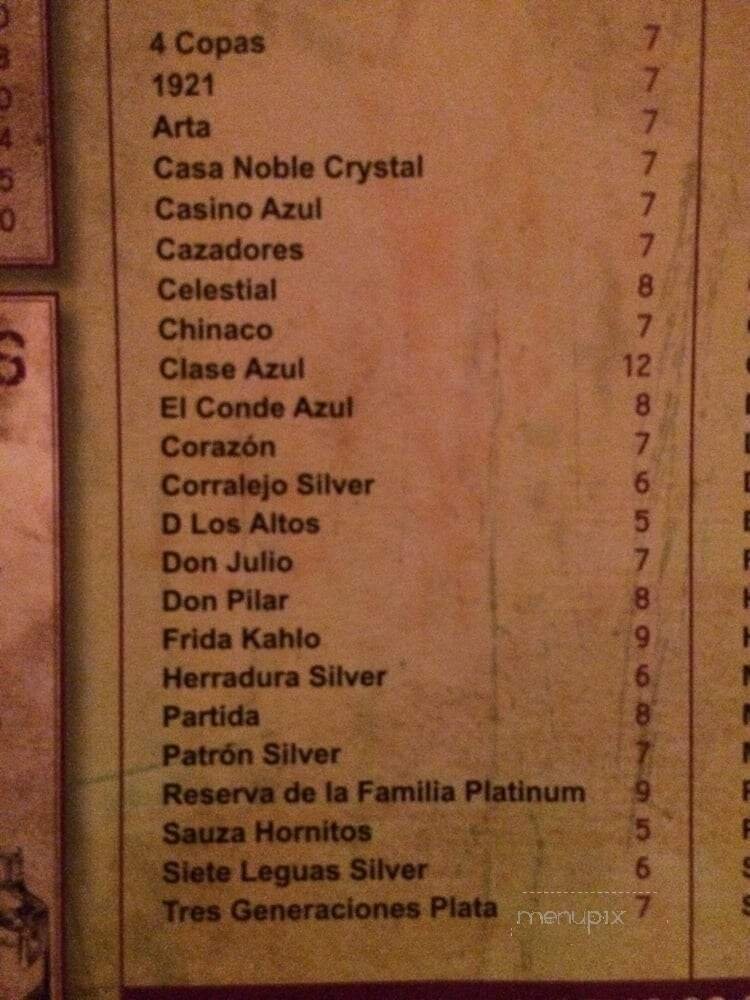 4 Copas 7
1921 7
Arta 7
Casa Noble Crystal 7
Casino Azul 7
Cazadores 7
Celestial 8
Chinaco 7
Clase Azul 12
El Conde Azul 8
Corazón 7
Corralejo Silver 6
D Los Altos 5
Don Julio 7
Don Pilar 8
Frida Kahlo 9
Herradura Silver 6
Partida 8
Patrón Silver 7
Reserva de la Familia Platinum 9
Sauza Hornitos 5
Siete Leguas Silver 6
Tres Generaciones Plata 7
menupix